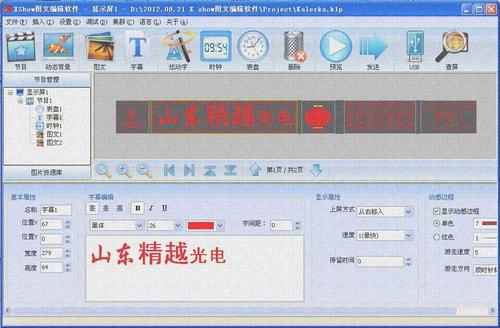 XShow图文编辑软件 - 显示屏1 - D:\2012.09.21 X show图文编辑软件\Project\Kalerka.klp
文件(F) 插入(I) 设置(S) 调试(D) 集群(C) 语言(L) 关于(A)
节目 动态背景 图文 字幕 炫动字 时钟 表盘 删除 预览 发送 USB 查屏
09:54
节目管理
显示屏1
节目1
表盘1
字幕1
时钟1
图文1
图文2
图片资源库
山东精越光电
第1页/共2页
基本属性
名称 字幕1
位置X 67
位置Y 0
宽度 279
高度 64
字幕编辑
B I U
黑体 26 字间距: 0
山东精越光电
显示属性
上屏方式 从右移入
速度 1(最快)
停留时间 0
动感边框
显示动感边框
单色 7
炫色 1
游走速度 5
游走方向 顺时针